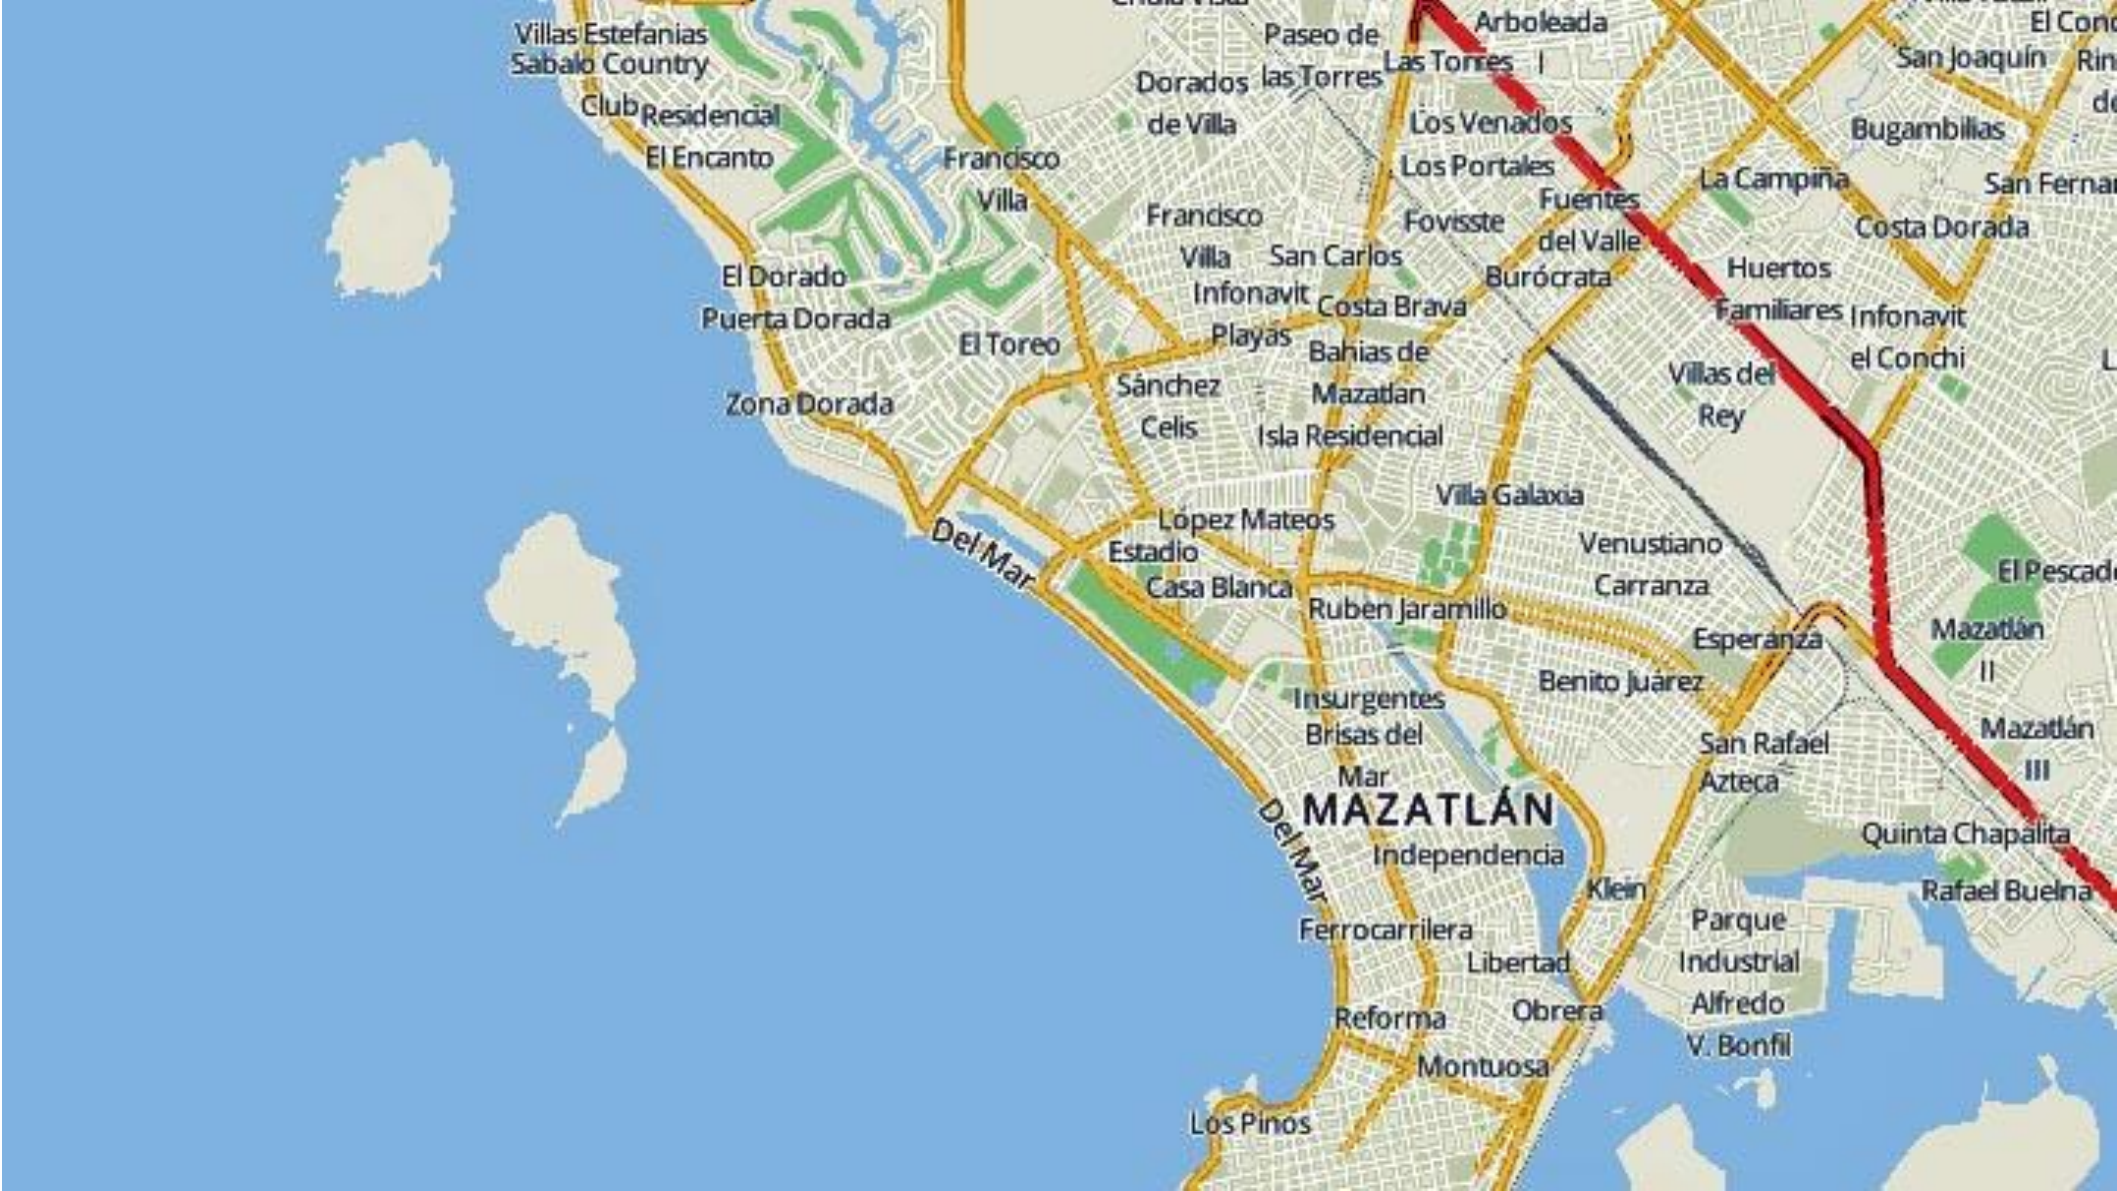 Villas Estefanias
Sabalo Country
Club
Residencial
El Encanto
Paseo de
las Torres
Arboleada
I
Las Torres
El Conc
San Joaquín
Rin
de
Dorados
de Villa
Los Venados
Bugambilias
Francisco
Villa
Los Portales
La Campiña
San Fernar
Fuentes
del Valle
Francisco
Villa
Fovisste
Costa Dorada
San Carlos
El Dorado
Burócrata
Huertos
Familiares
Infonavit
Playas
Costa Brava
Puerta Dorada
Infonavit
el Conchi
El Toreo
Bahias de
Mazatlan
L
Villas del
Rey
Sánchez
Celis
Zona Dorada
Isla Residencial
Villa Galaxia
López Mateos
Del Mar
Estadio
Venustiano
Carranza
El Pescado
Casa Blanca
Ruben Jaramillo
Esperanza
Mazatlán
II
Benito Juárez
Insurgentes
Brisas del
Mar
San Rafael
Mazatlán
III
Azteca
MAZATLÁN
Del Mar
Quinta Chapalita
Independencia
Klein
Rafael Buelna
Parque
Industrial
Alfredo
V. Bonfil
Ferrocarrilera
Libertad
Obrera
Reforma
Montuosa
Los Pinos